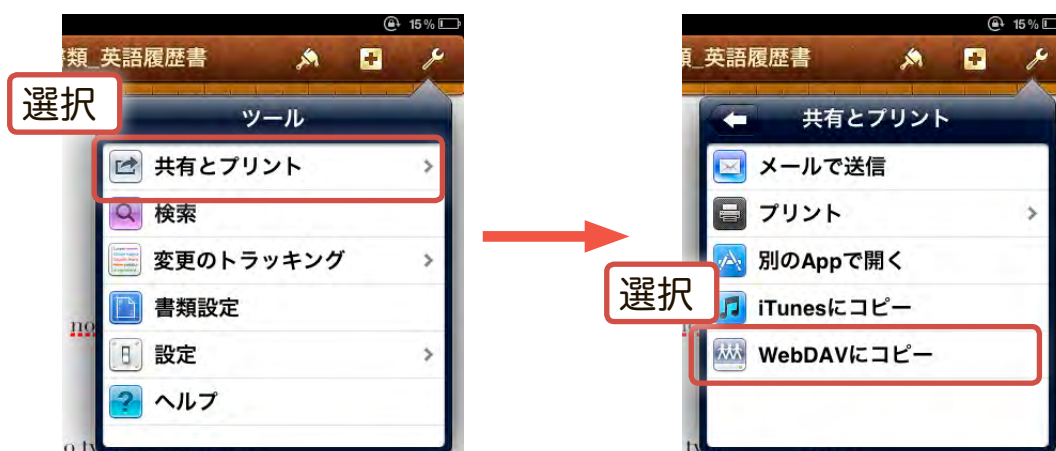 15%
類_英語履歴書
選択
ツール
共有とプリント
検索
変更のトラッキング
書類設定
設定
ヘルプ
no
15%
_英語履歴書
共有とプリント
メールで送信
プリント
別のAppで開く
選択
iTunesにコピー
WebDAVにコピー